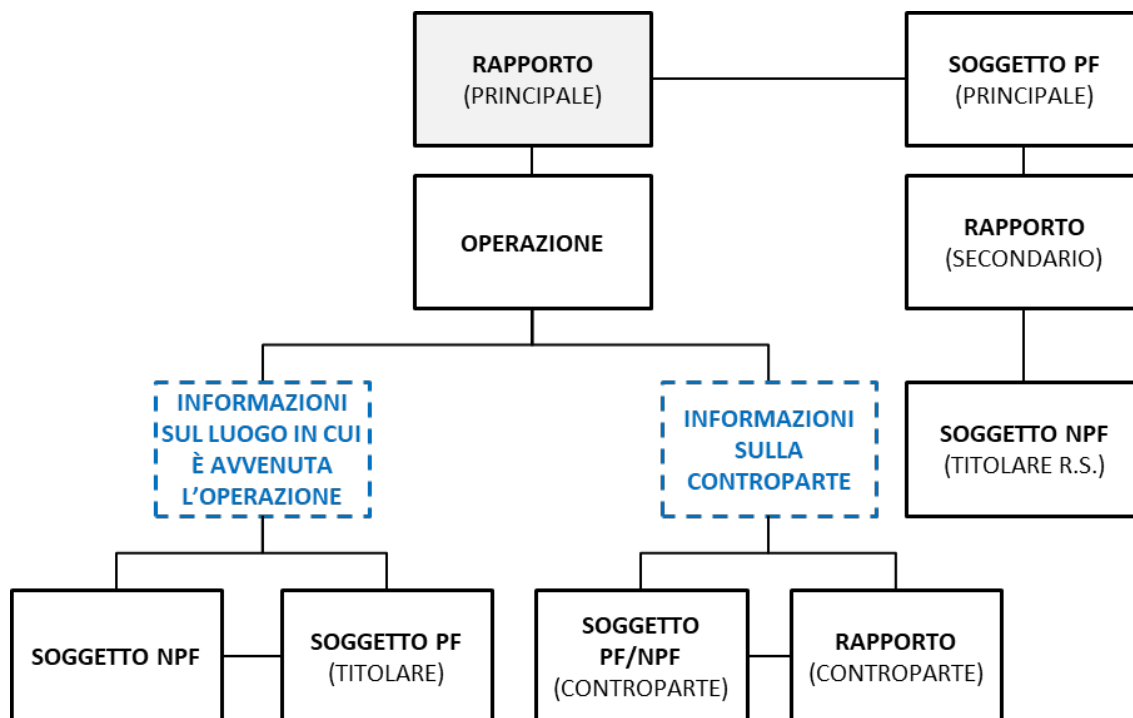 RAPPORTO
(PRINCIPALE)
SOGGETTO PF
(PRINCIPALE)
OPERAZIONE
RAPPORTO
(SECONDARIO)
INFORMAZIONI
SUL LUOGO IN CUI
È AVVENUTA
L’OPERAZIONE
INFORMAZIONI
SULLA
CONTROPARTE
SOGGETTO NPF
(TITOLARE R.S.)
SOGGETTO NPF
SOGGETTO PF
(TITOLARE)
SOGGETTO
PF/NPF
(CONTROPARTE)
RAPPORTO
(CONTROPARTE)